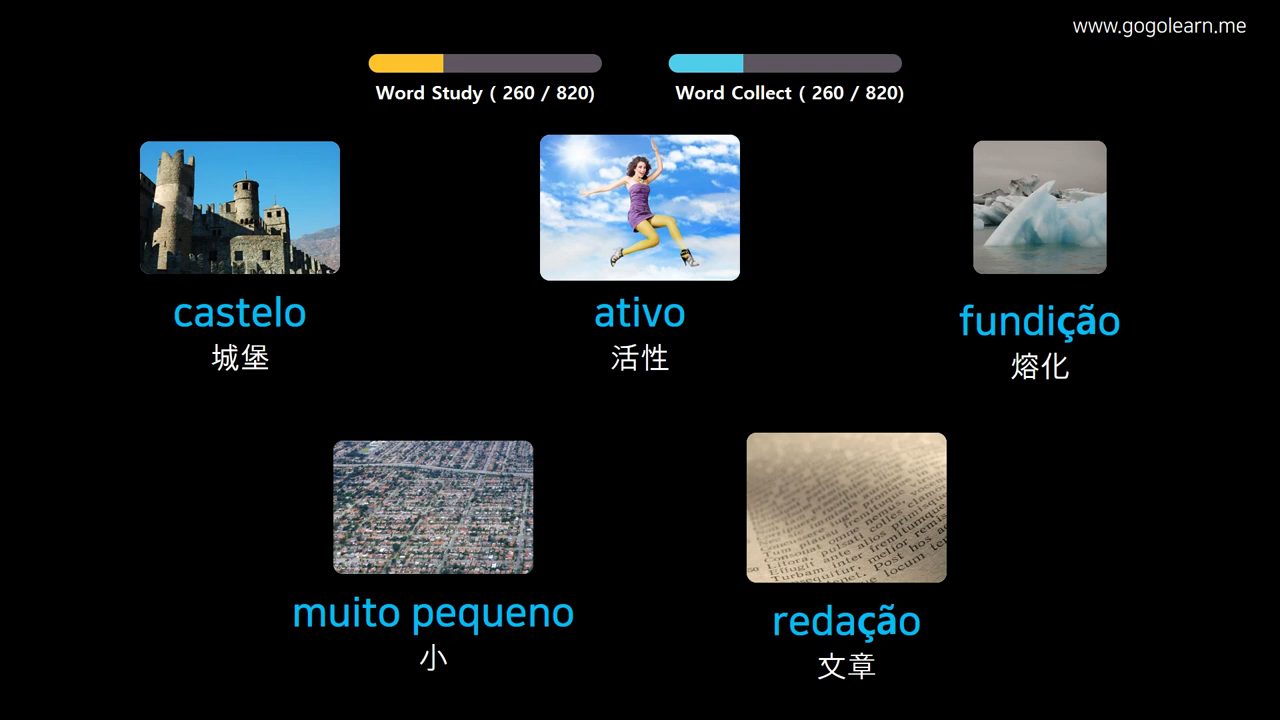 www.gogolearn.me
Word Study ( 260 / 820)
Word Collect ( 260 / 820)
castelo
城堡
ativo
活性
fundição
熔化
muito pequeno
小
redação
文章